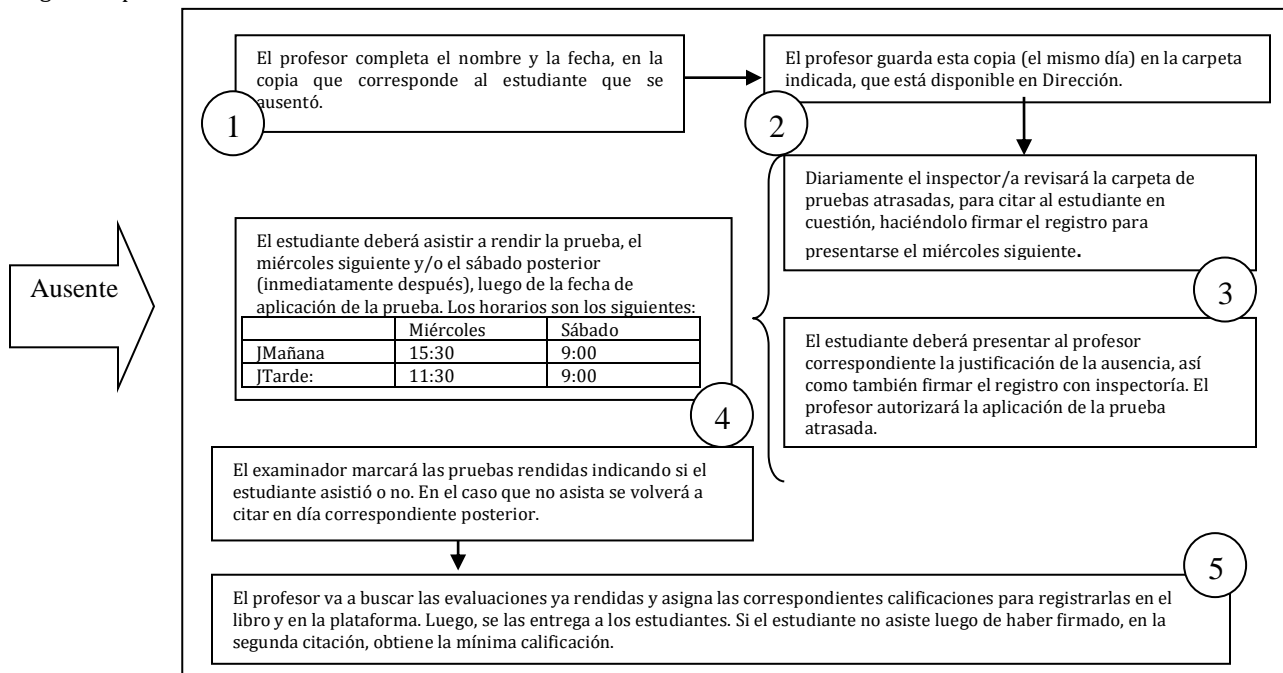 El profesor completa el nombre y la fecha, en la
copia que corresponde al estudiante que se
ausentó.
1
El profesor guarda esta copia (el mismo día) en la carpeta
indicada, que está disponible en Dirección.
2
Diariamente el inspector/a revisará la carpeta de
pruebas atrasadas, para citar al estudiante en
cuestión, haciéndolo firmar el registro para
presentarse el miércoles siguiente.
3
El estudiante deberá presentar al profesor
correspondiente la justificación de la ausencia, así
como también firmar el registro con inspectoría. El
profesor autorizará la aplicación de la prueba
atrasada.
Ausente
El estudiante deberá asistir a rendir la prueba, el
miércoles siguiente y/o el sábado posterior
(inmediatamente después), luego de la fecha de
aplicación de la prueba. Los horarios son los siguientes:
Miércoles Sábado
JMañana 15:30 9:00
JTarde: 11:30 9:00
4
El examinador marcará las pruebas rendidas indicando si el
estudiante asistió o no. En el caso que no asista se volverá a
citar en día correspondiente posterior.
5
El profesor va a buscar las evaluaciones ya rendidas y asigna las correspondientes calificaciones para registrarlas en el
libro y en la plataforma. Luego, se las entrega a los estudiantes. Si el estudiante no asiste luego de haber firmado, en la
segunda citación, obtiene la mínima calificación.